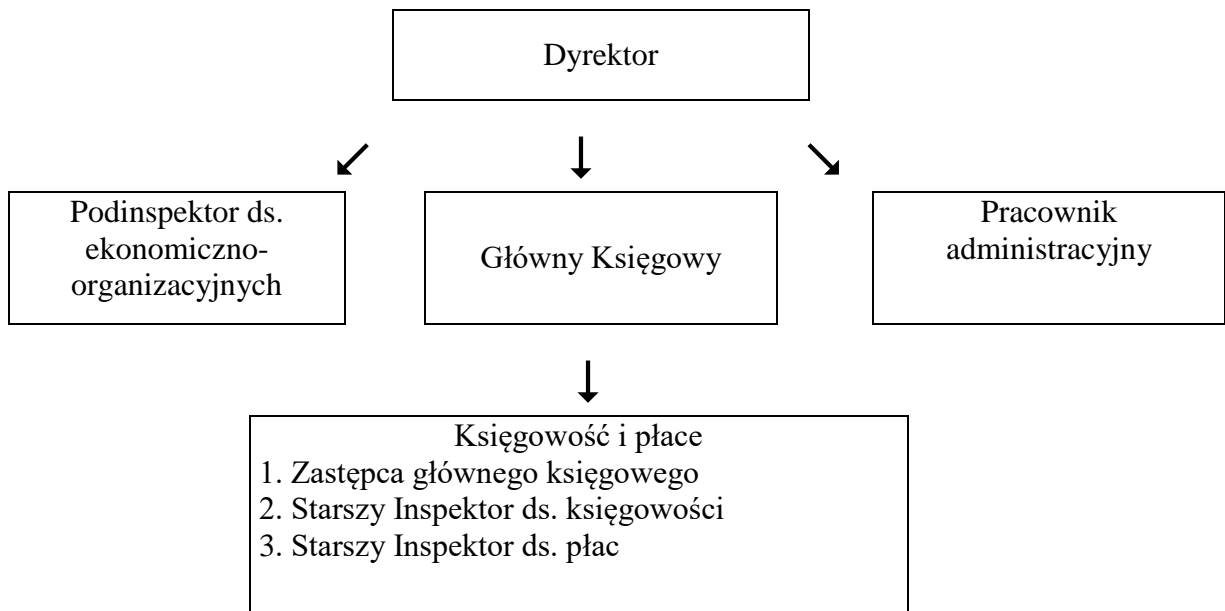 Dyrektor
Podinspektor ds.
ekonomiczno-
organizacyjnych
Główny Księgowy
Pracownik
administracyjny
Księgowość i płace
1. Zastępca głównego księgowego
2. Starszy Inspektor ds. księgowości
3. Starszy Inspektor ds. płac